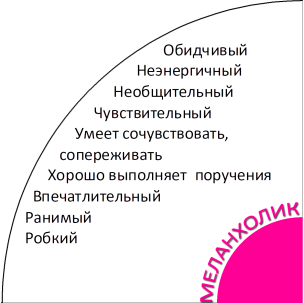 Обидчивый
Неэнергичный
Необщительный
Чувствительный
Умеет сочувствовать,
сопереживать
Хорошо выполняет поручения
Впечатлительный
Ранимый
Робкий
МЕЛАНХОЛИК